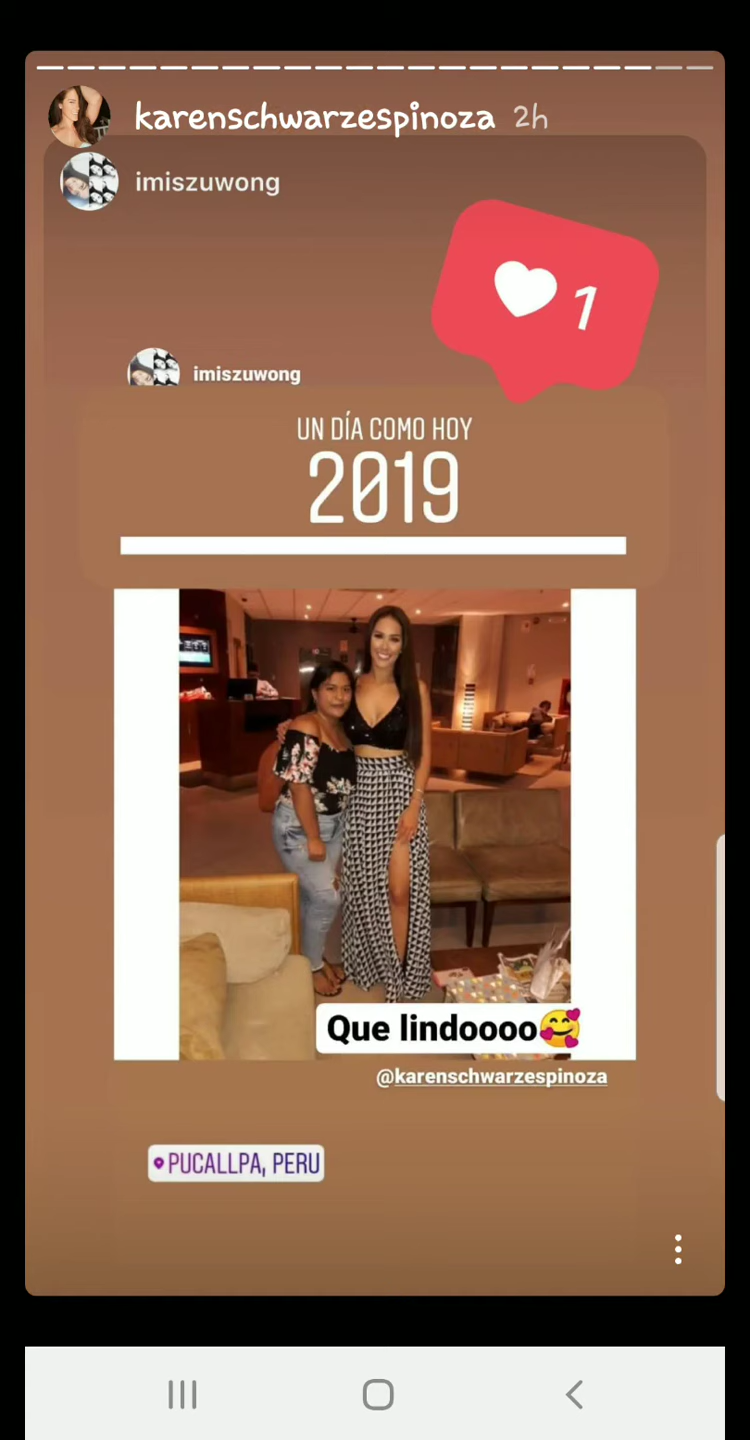 karenschwarzespinoza 2h
imiszuwong
1
imiszuwong
UN DÍA COMO HOY
2019
Que lindoooo🥰
@karenschwarzespinoza
PUCALLPA, PERU